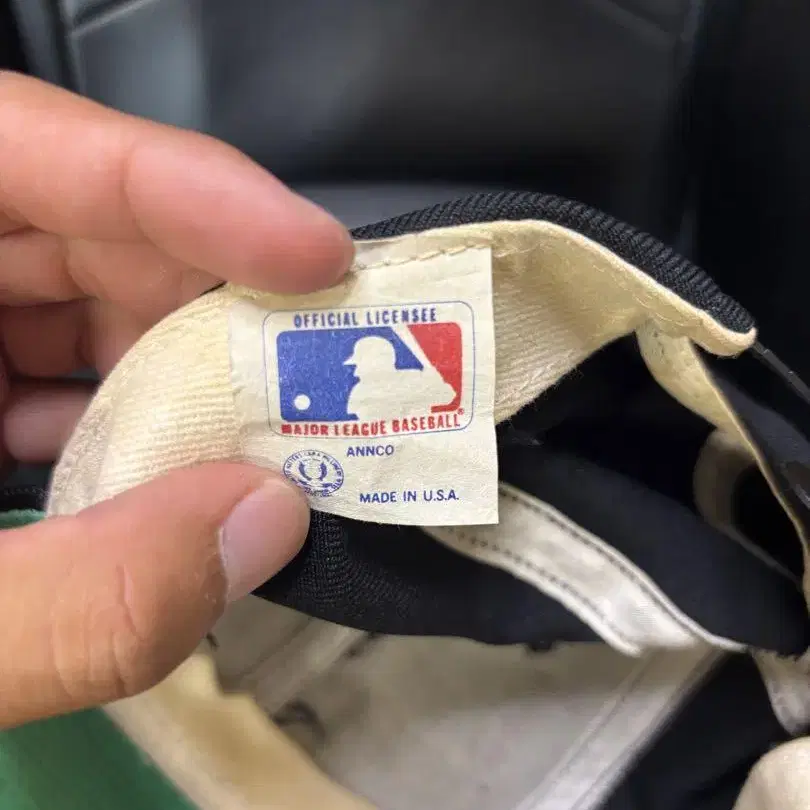 OFFICIAL LICENSEE
MAJOR LEAGUE BASEBALL®
ANNCO
MADE IN U.S.A.